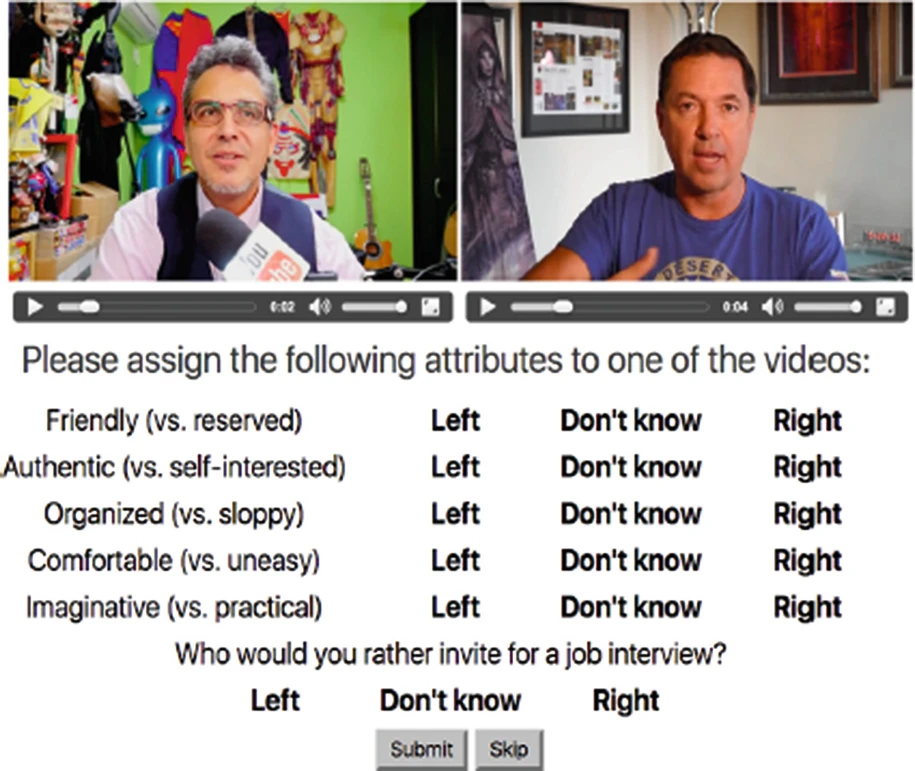 You
Tube
DESERT
0:02
0:04
Please assign the following attributes to one of the videos:
Friendly (vs. reserved) Left Don't know Right
Authentic (vs. self-interested) Left Don't know Right
Organized (vs. sloppy) Left Don't know Right
Comfortable (vs. uneasy) Left Don't know Right
Imaginative (vs. practical) Left Don't know Right
Who would you rather invite for a job interview?
Left Don't know Right
Submit Skip